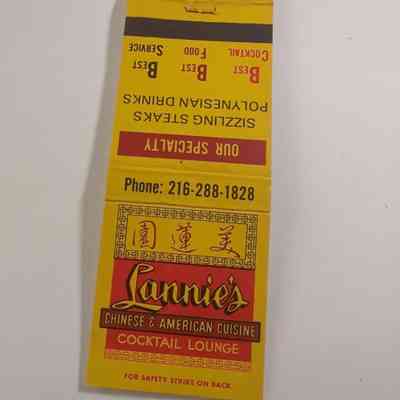 OUR SPECIALTY
SIZZLING STEAKS
POLYNESIAN DRINKS
BEST BEST BEST
COCKTAIL FOOD SERVICE
Phone: 216-288-1828
美蓮園
Lannie's
CHINESE & AMERICAN CUISINE
COCKTAIL LOUNGE
FOR SAFETY STRIKE ON BACK